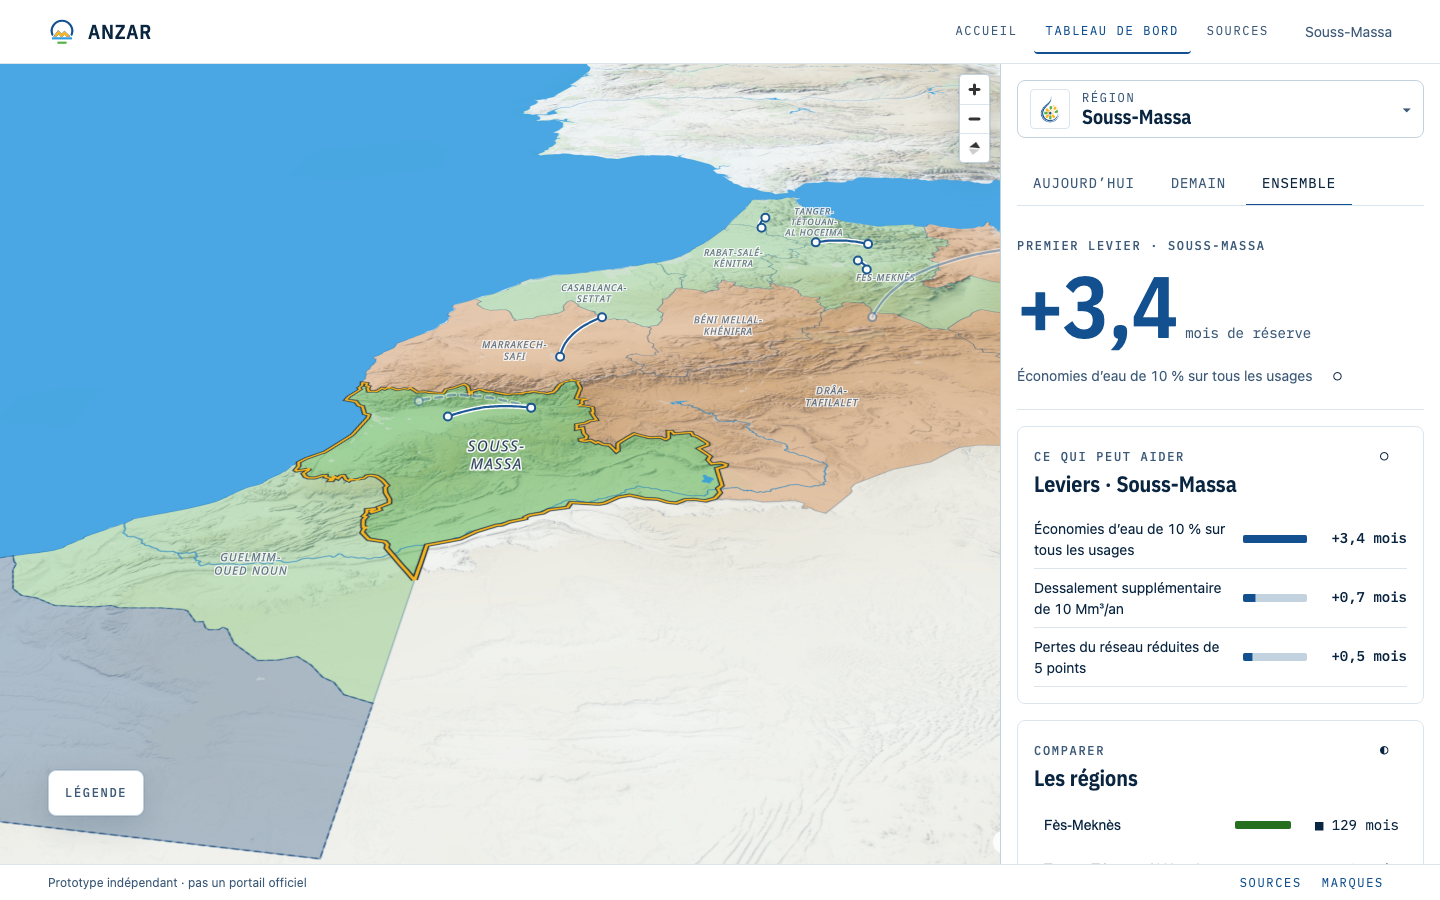 ANZAR
ACCUEIL
TABLEAU DE BORD
SOURCES
Souss-Massa
TANGER-
TÉTOUAN-
AL HOCEIMA
RABAT-SALÉ-
KÉNITRA
FÈS-MEKNÈS
CASABLANCA-
SETTAT
BÉNI MELLAL-
KHÉNIFRA
MARRAKECH-
SAFI
DRÂA-
TAFILALET
SOUSS-
MASSA
GUELMIM-
OUED NOUN
LÉGENDE
RÉGION
Souss-Massa
AUJOURD’HUI
DEMAIN
ENSEMBLE
PREMIER LEVIER · SOUSS-MASSA
+3,4 mois de réserve
Économies d’eau de 10 % sur tous les usages
CE QUI PEUT AIDER
Leviers · Souss-Massa
Économies d’eau de 10 % sur
tous les usages
+3,4 mois
Dessalement supplémentaire
de 10 Mm³/an
+0,7 mois
Pertes du réseau réduites de
5 points
+0,5 mois
COMPARER
Les régions
Fès-Meknès
■ 129 mois
Prototype indépendant · pas un portail officiel
SOURCES
MARQUES